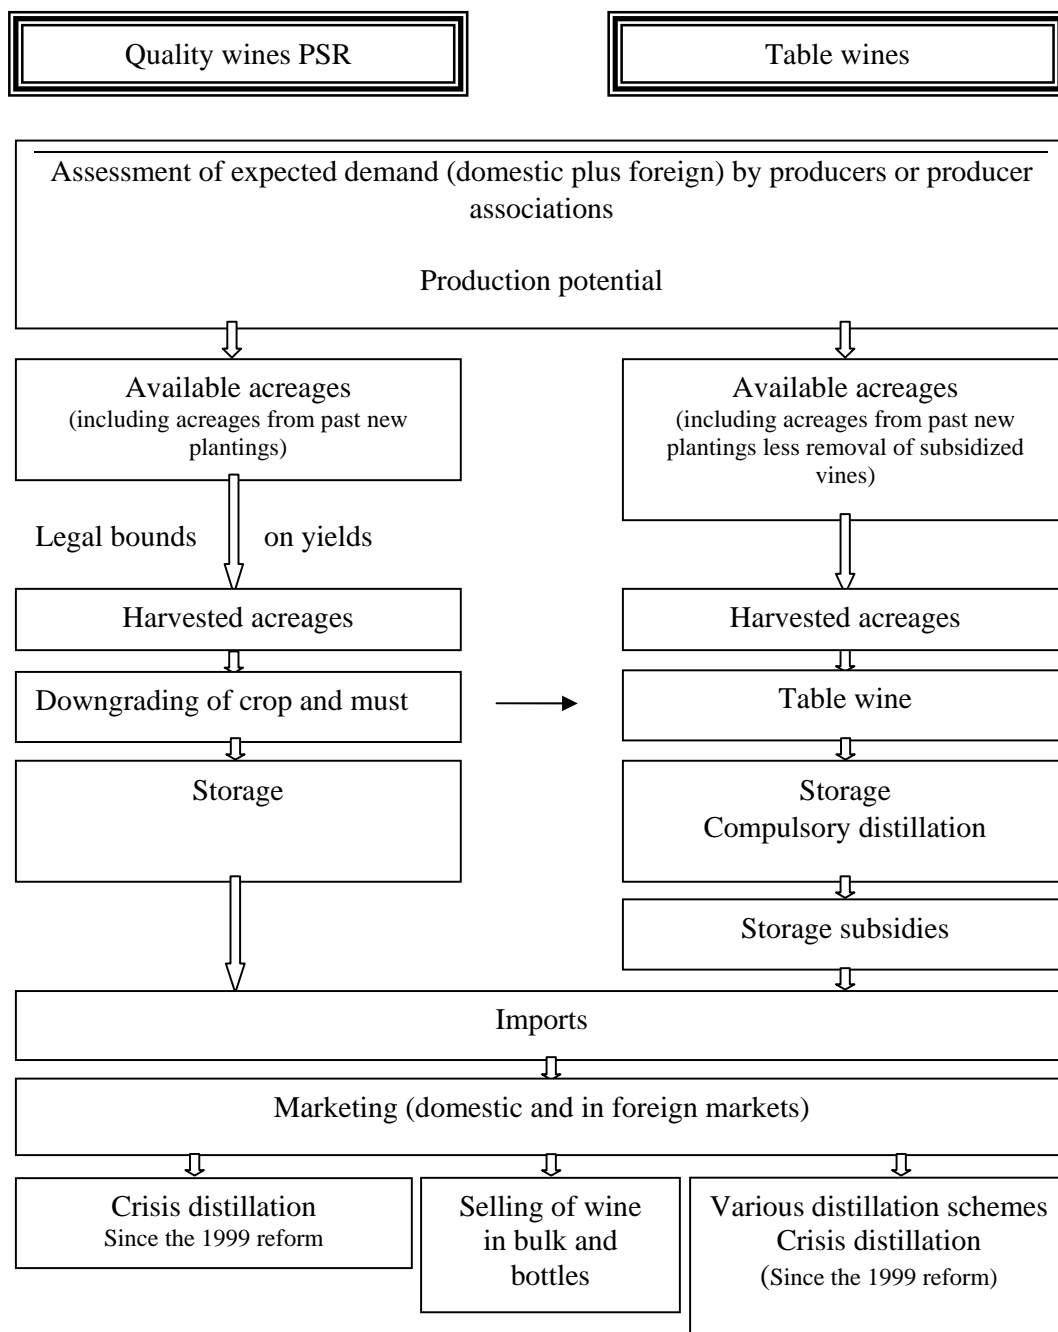 Quality wines PSR
Table wines
Assessment of expected demand (domestic plus foreign) by producers or producer
associations
Production potential
Available acreages
(including acreages from past new
plantings)
Available acreages
(including acreages from past new
plantings less removal of subsidized
vines)
Legal bounds on yields
Harvested acreages
Harvested acreages
Downgrading of crop and must
Table wine
Storage
Storage
Compulsory distillation
Storage subsidies
Imports
Marketing (domestic and in foreign markets)
Crisis distillation
Since the 1999 reform
Selling of wine
in bulk and
bottles
Various distillation schemes
Crisis distillation
(Since the 1999 reform)